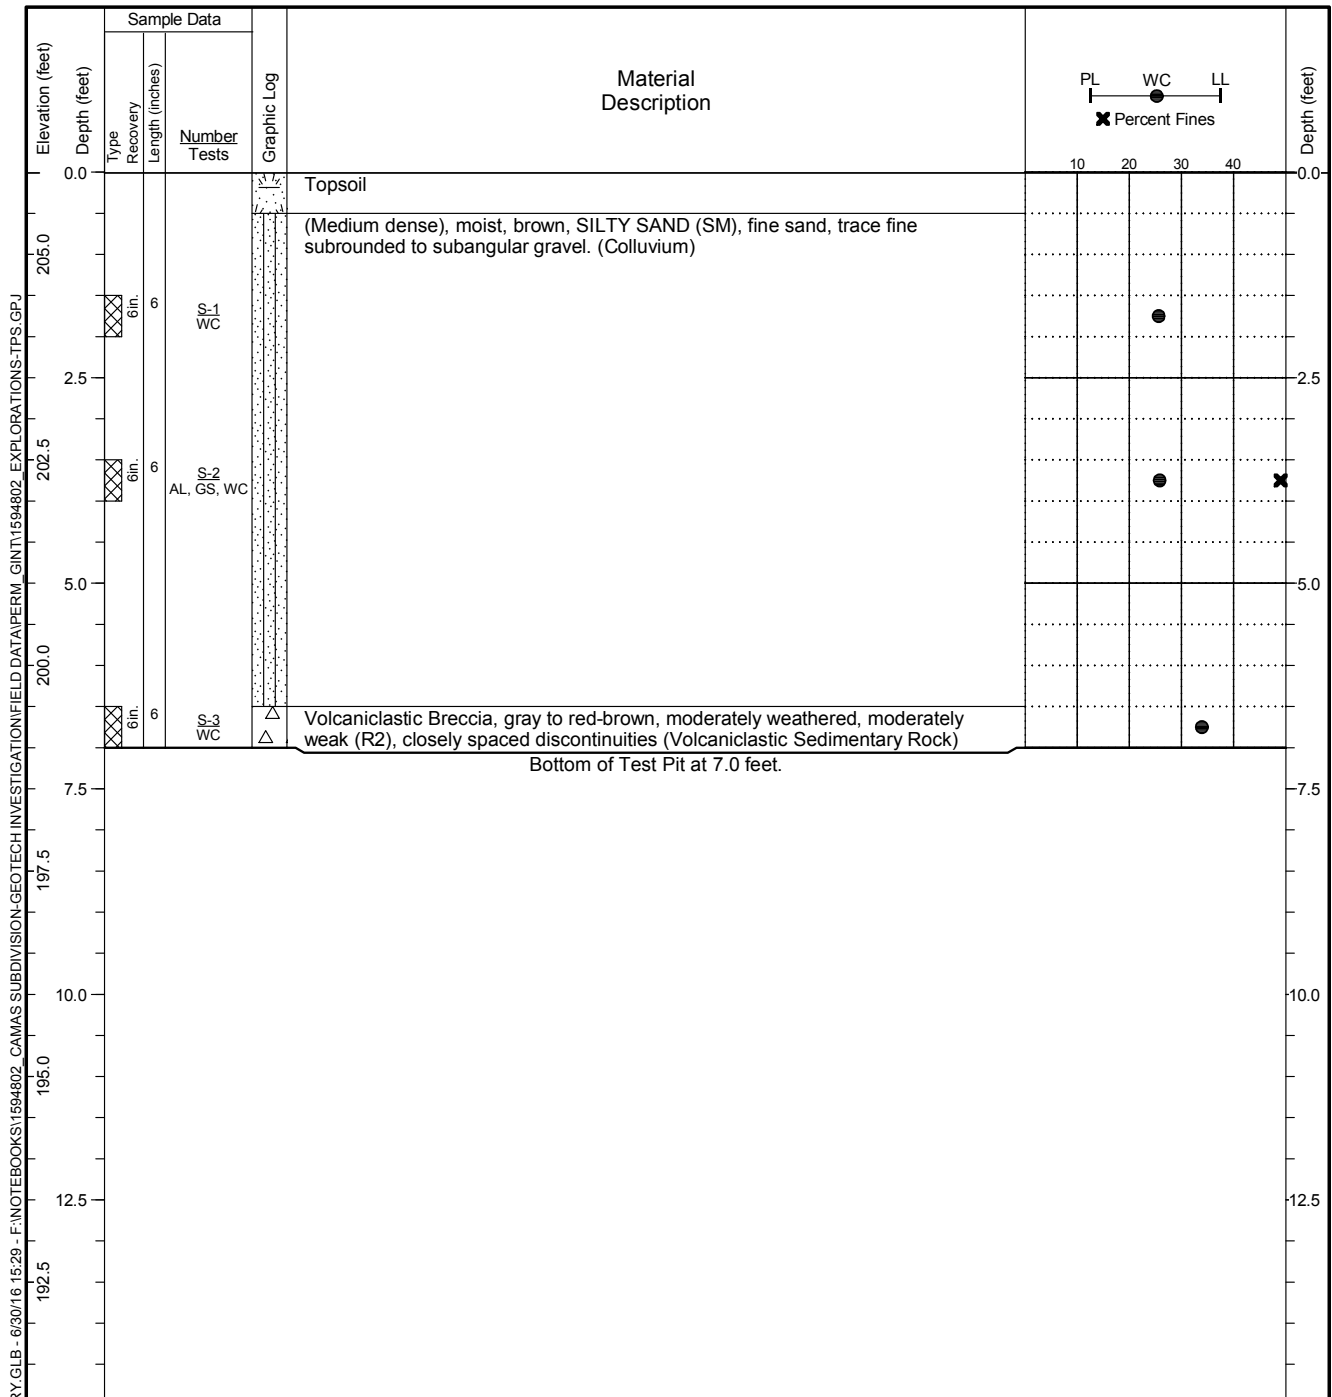 Sample Data
Elevation (feet)
Depth (feet)
Type
Recovery
Length (inches)
Number
Tests
Graphic Log
Material
Description
PL WC LL
Percent Fines
Depth (feet)
10 20 30 40
0.0
0.0
Topsoil
(Medium dense), moist, brown, SILTY SAND (SM), fine sand, trace fine
subrounded to subangular gravel. (Colluvium)
205.0
6in. 6 S-1
WC
2.5
2.5
202.5
6in. 6 S-2
AL, GS, WC
5.0
5.0
200.0
6in. 6 S-3
WC
Volcaniclastic Breccia, gray to red-brown, moderately weathered, moderately
weak (R2), closely spaced discontinuities (Volcaniclastic Sedimentary Rock)
Bottom of Test Pit at 7.0 feet.
7.5
7.5
197.5
10.0
10.0
195.0
12.5
12.5
192.5
RY.GLB - 6/30/16 15:29 - F:\NOTEBOOKS\1594802_CAMAS SUBDIVISION-GEOTECH INVESTIGATION\FIELD DATA\PERM_GINT\1594802_EXPLORATIONS-TPS.GPJ